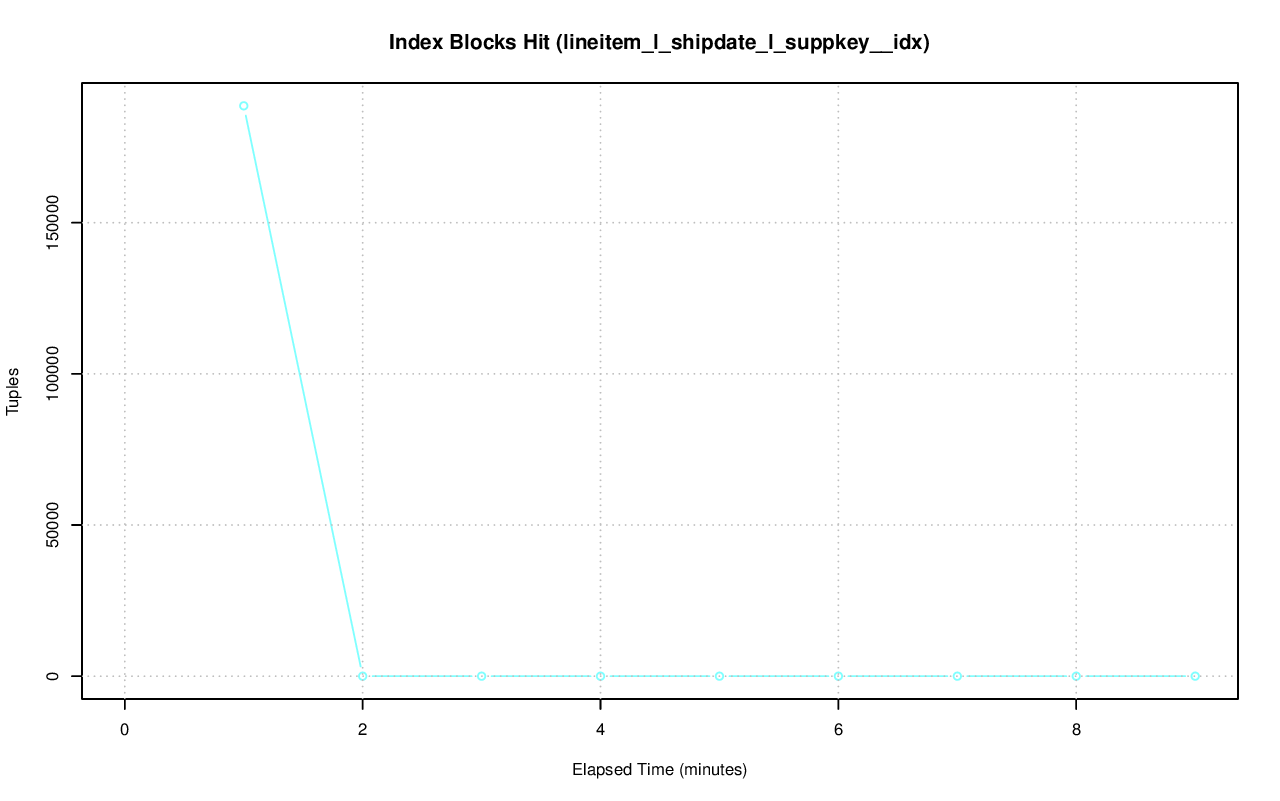 Index Blocks Hit (lineitem_l_shipdate_l_suppkey__idx)
Tuples
150000
100000
50000
0
0 2 4 6 8
Elapsed Time (minutes)